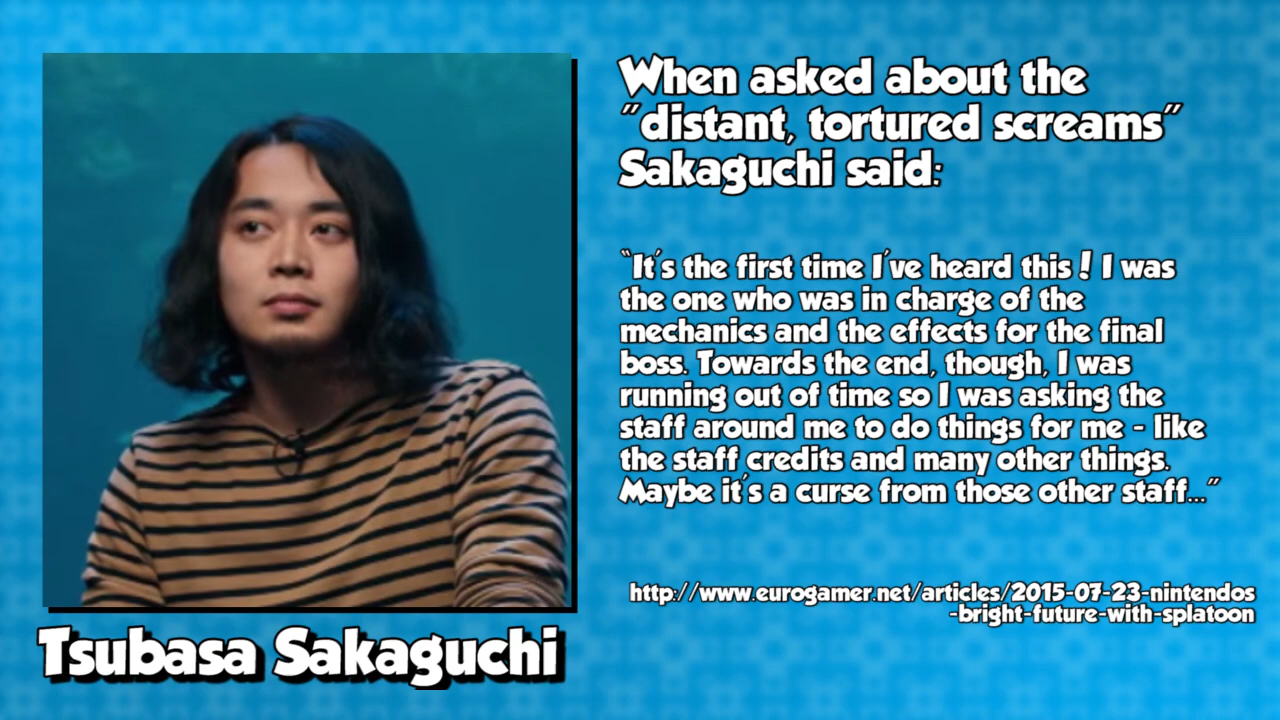 When asked about the
"distant, tortured screams"
Sakaguchi said:
"It's the first time I've heard this! I was
the one who was in charge of the
mechanics and the effects for the final
boss. Towards the end, though, I was
running out of time so I was asking the
staff around me to do things for me - like
the staff credits and many other things.
Maybe it's a curse from those other staff..."
http://www.eurogamer.net/articles/2015-07-23-nintendos
-bright-future-with-splatoon
Tsubasa Sakaguchi